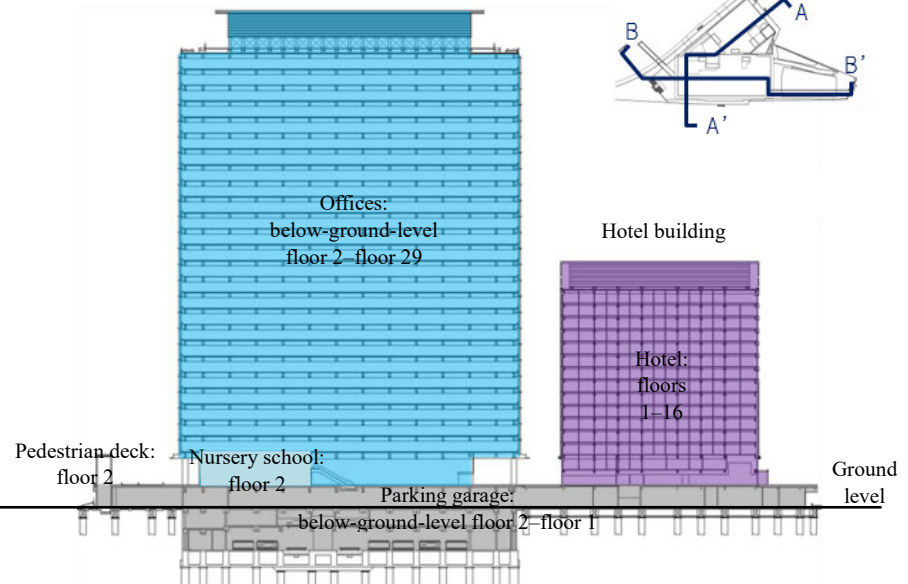 A
B
B'
A'
Offices:
below-ground-level
floor 2–floor 29
Hotel building
Hotel:
floors
1–16
Pedestrian deck:
floor 2
Nursery school:
floor 2
Ground
level
Parking garage:
below-ground-level floor 2–floor 1